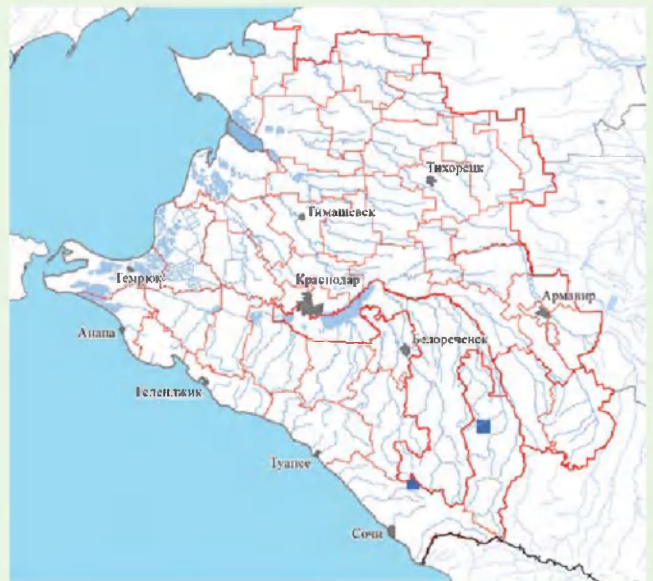 Тихорецк
Тимашевск
Темрюк
Краснодар
Армавир
Анапа
Белореченск
Геленджик
Туапсе
Сочи